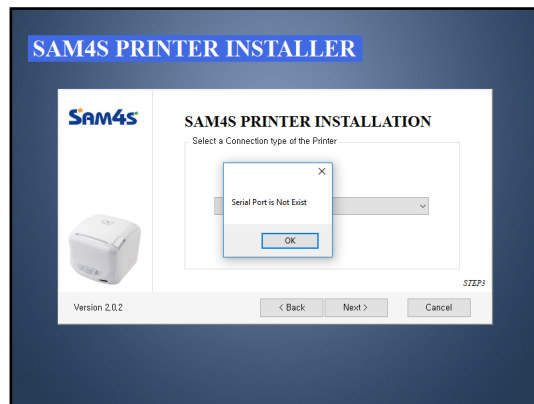 SAM4S PRINTER INSTALLER
SAM4S
SAM4S PRINTER INSTALLATION
Select a Connection type of the Printer
Serial Port is Not Exist
OK
STEP3
Version 2,0,2
< Back
Next >
Cancel